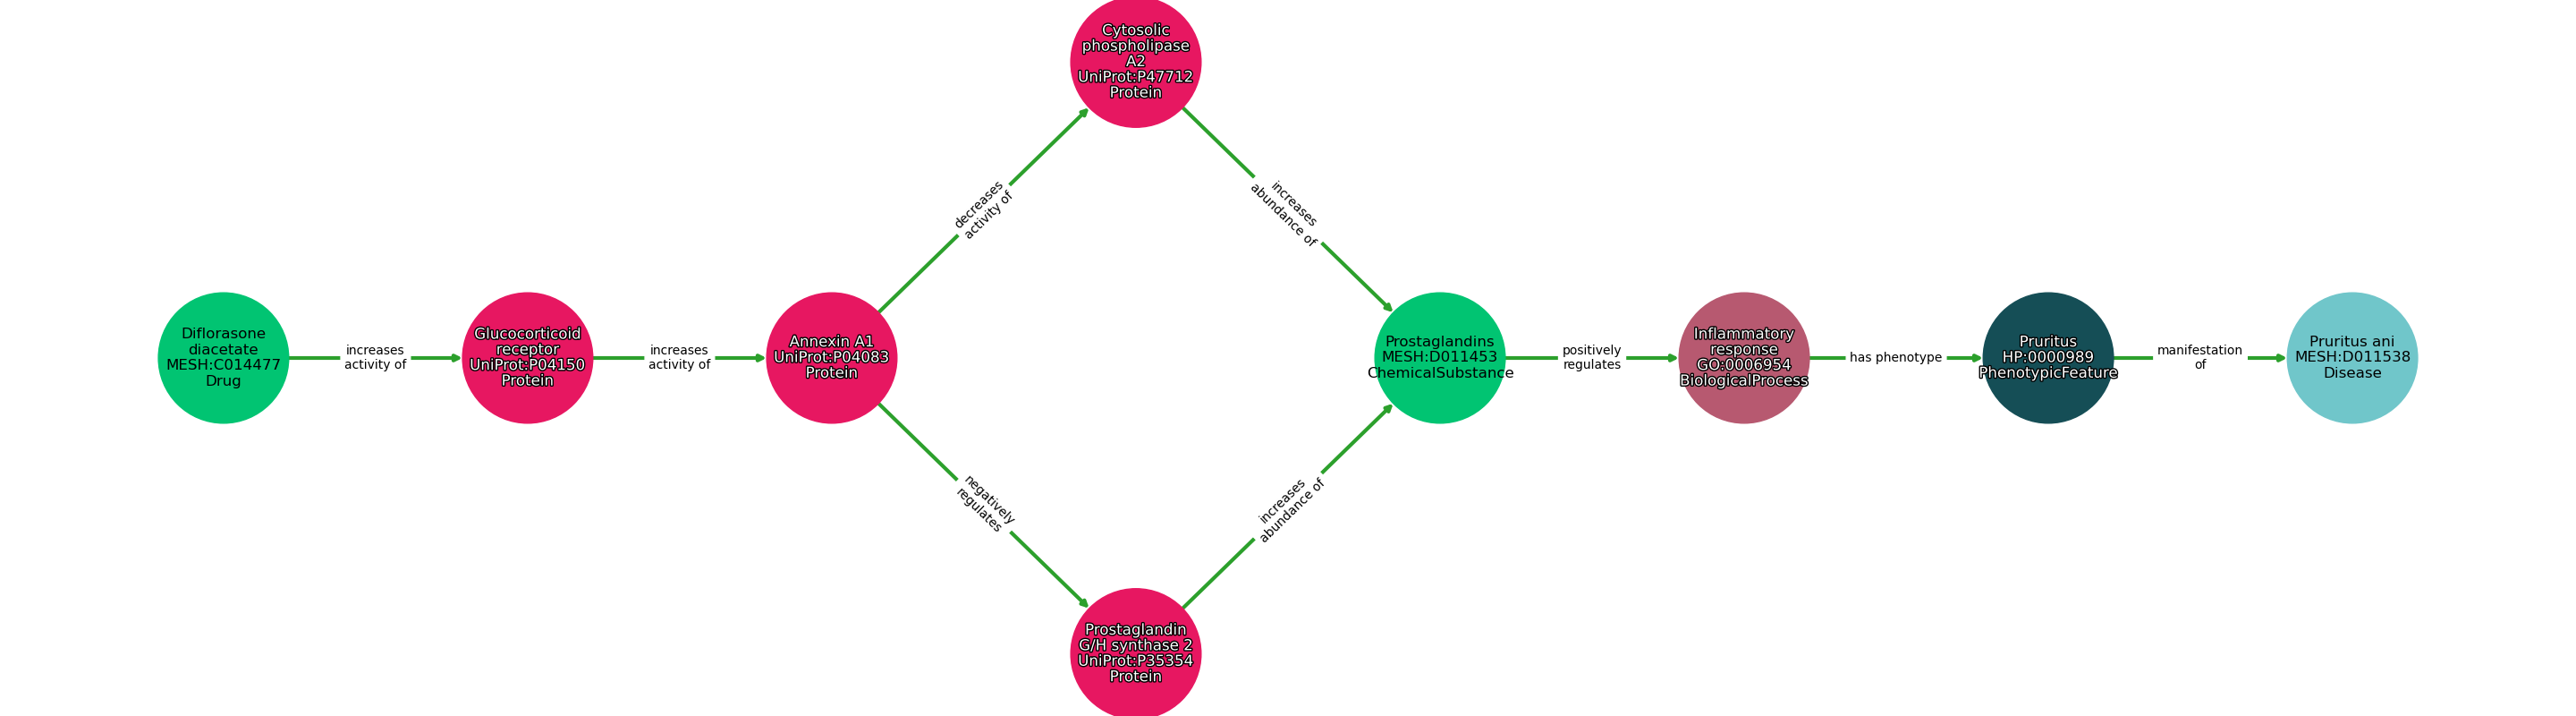 Diflorasone
diacetate
MESH:C014477
Drug
increases
activity of
Glucocorticoid
receptor
UniProt:P04150
Protein
increases
activity of
Annexin A1
UniProt:P04083
Protein
decreases
activity of
Cytosolic
phospholipase
A2
UniProt:P47712
Protein
increases
abundance of
negatively
regulates
Prostaglandin
G/H synthase 2
UniProt:P35354
Protein
increases
abundance of
Prostaglandins
MESH:D011453
ChemicalSubstance
positively
regulates
Inflammatory
response
GO:0006954
BiologicalProcess
has phenotype
Pruritus
HP:0000989
PhenotypicFeature
manifestation
of
Pruritus ani
MESH:D011538
Disease